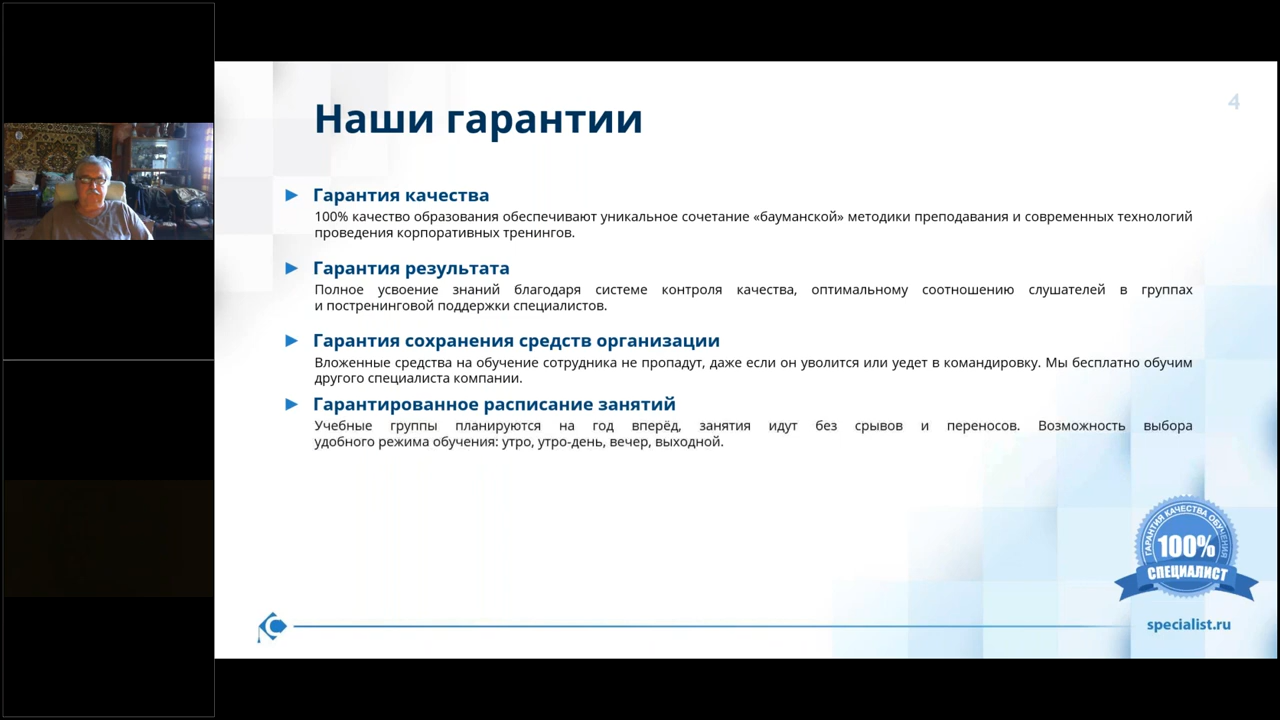 4
Наши гарантии
Гарантия качества
100% качество образования обеспечивают уникальное сочетание «бауманской» методики преподавания и современных технологий
проведения корпоративных тренингов.
Гарантия результата
Полное усвоение знаний благодаря системе контроля качества, оптимальному соотношению слушателей в группах
и постренинговой поддержки специалистов.
Гарантия сохранения средств организации
Вложенные средства на обучение сотрудника не пропадут, даже если он уволится или уедет в командировку. Мы бесплатно обучим
другого специалиста компании.
Гарантированное расписание занятий
Учебные группы планируются на год вперёд, занятия идут без срывов и переносов. Возможность выбора
удобного режима обучения: утро, утро-день, вечер, выходной.
ГАРАНТИЯ КАЧЕСТВА ОБУЧЕНИЯ
100%
СПЕЦИАЛИСТ
specialist.ru